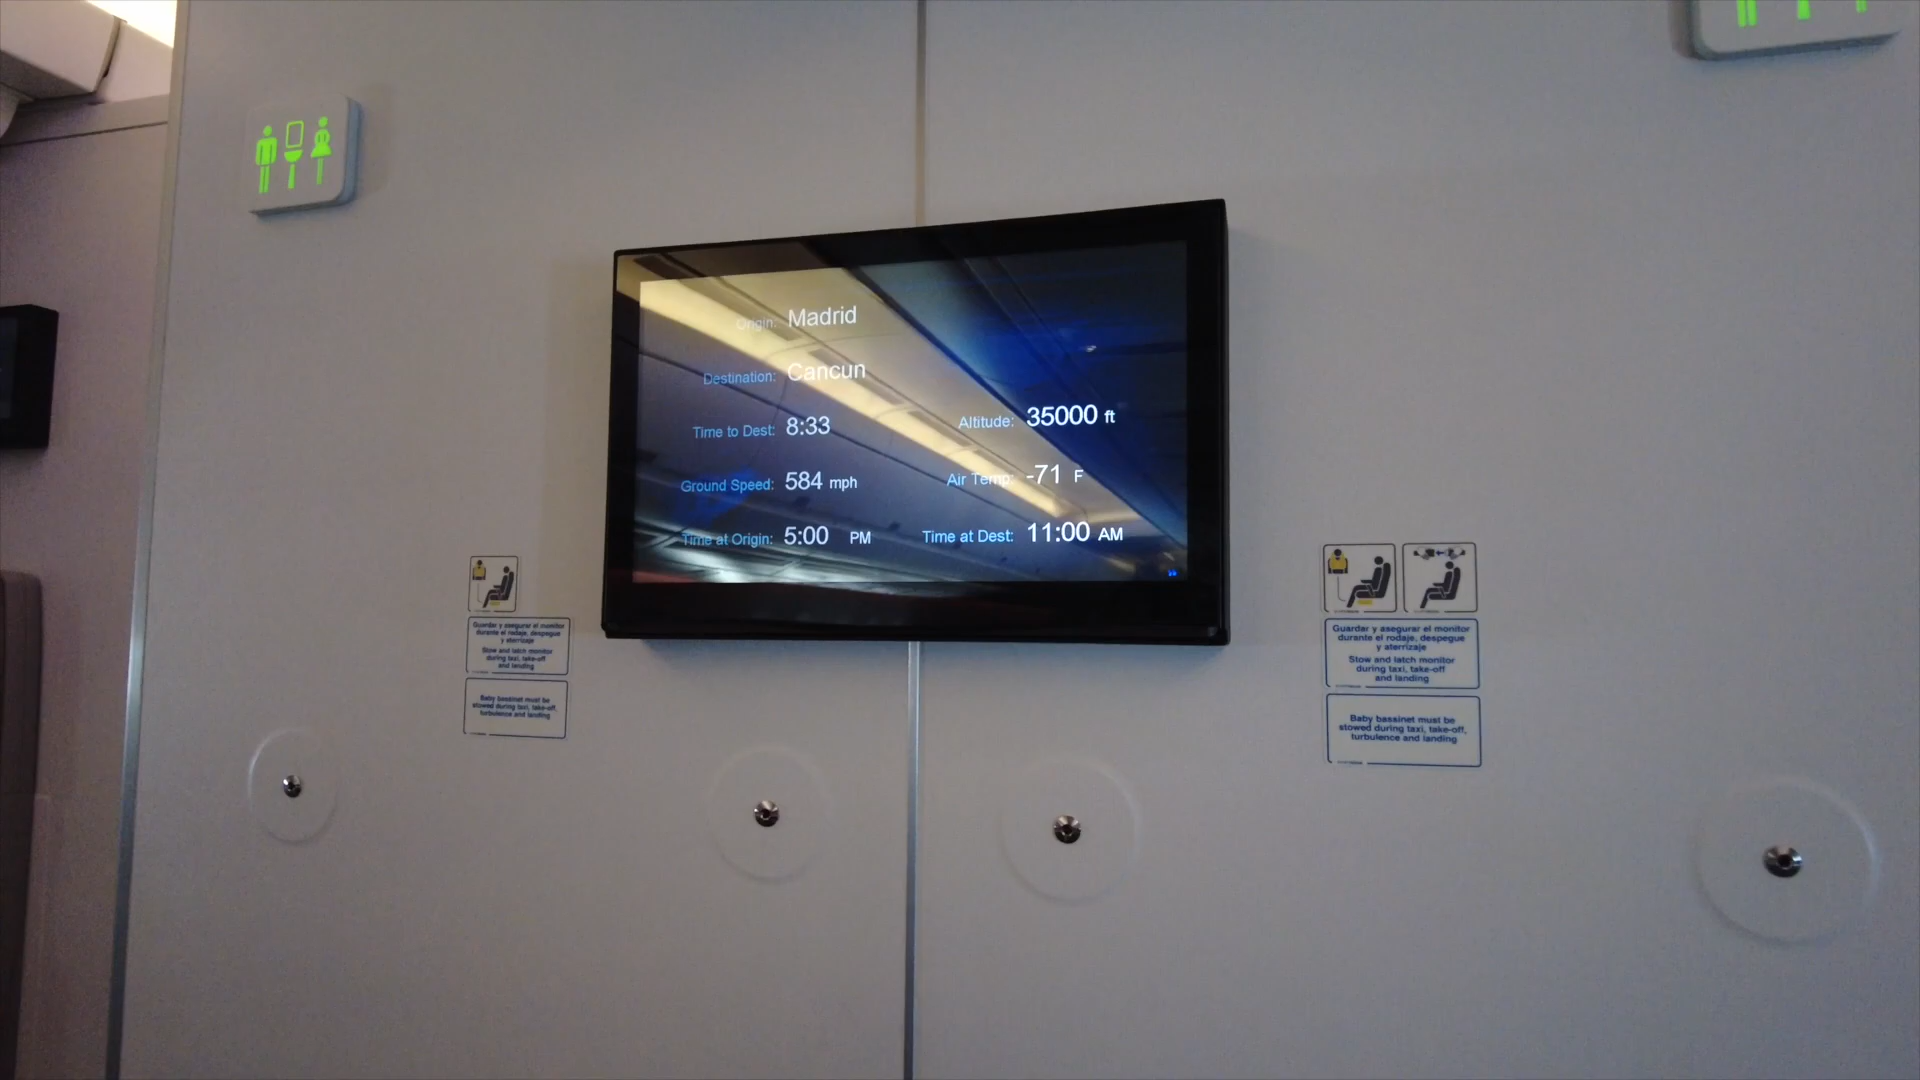 Origin: Madrid
Destination: Cancun
Time to Dest: 8:33
Altitude: 35000 ft
Ground Speed: 584 mph
Air Temp: -71 F
Time at Origin: 5:00 PM
Time at Dest: 11:00 AM
Guardar y asegurar el monitor
durante el rodaje, despegue
y aterrizaje
Stow and latch monitor
during taxi, take-off
and landing
Baby bassinet must be
stowed during taxi, take-off,
turbulence and landing
Guardar y asegurar el monitor
durante el rodaje, despegue
y aterrizaje
Stow and latch monitor
during taxi, take-off
and landing
Baby bassinet must be
stowed during taxi, take-off,
turbulence and landing